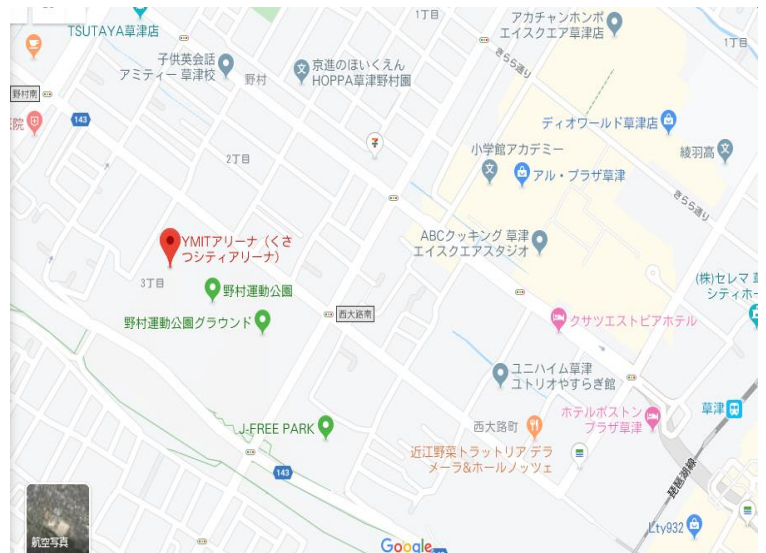 TSUTAYA草津店
子供英会話
アミティー 草津校
野村
京進のほいくえん
HOPPA草津野村園
1丁目
アカチャンホンポ
エイスクエア草津店
1丁目
きらら通り
野村南
143
医院
ディオワールド草津店
小学館アカデミー
綾羽高
2丁目
アル・プラザ草津
きらら通り
YMITアリーナ（くさ
つシティアリーナ）
ABCクッキング 草津
エイスクエアスタジオ
3丁目
野村運動公園
(株)セレマ 草
シティホー
野村運動公園グラウンド
西大路南
クサツエストピアホテル
ユニハイム草津
ユトリオやすらぎ館
草津
ホテルボストン
プラザ草津
J-FREE PARK
西大路町
近江野菜トラットリア デラ
メーラ&ホールノッツェ
143
琵琶湖線
Lty932
航空写真
Google